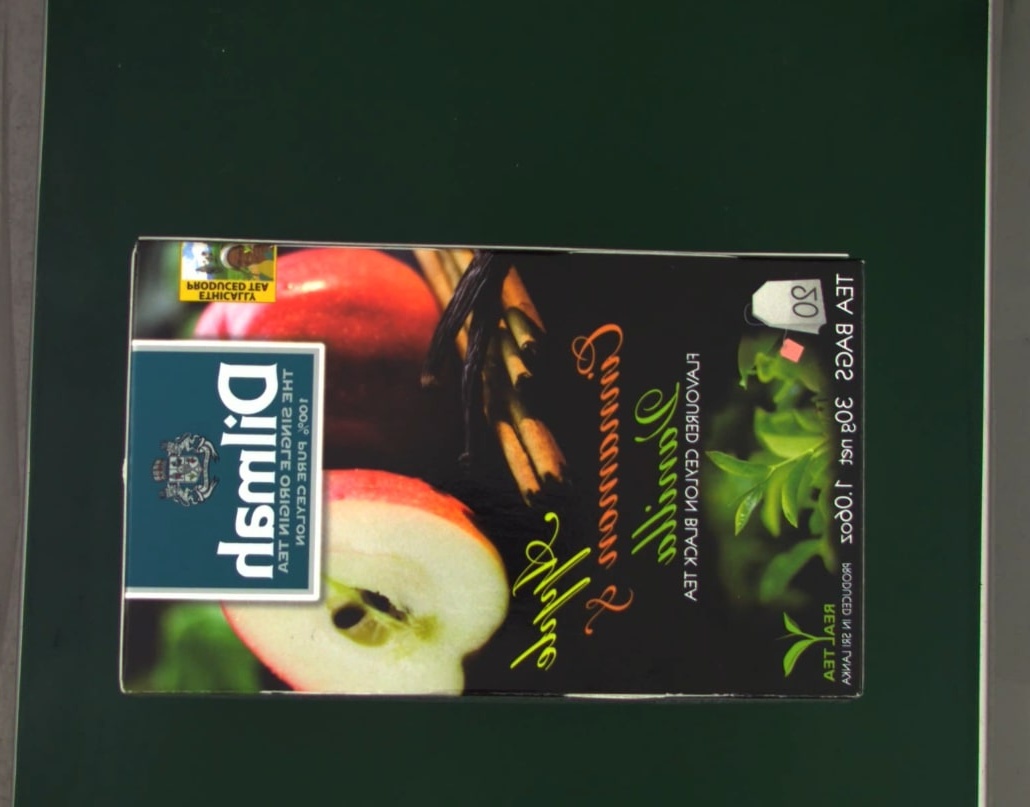 ETHICALLY
PRODUCED TEA
Dilmah
THE SINGLE ORIGIN TEA
100% PURE CEYLON
Apple
Cinnamon &
Vanilla
FLAVOURED CEYLON BLACK TEA
20
REAL TEA
TEA BAGS 30g net 1.06oz
PRODUCED IN SRI LANKA